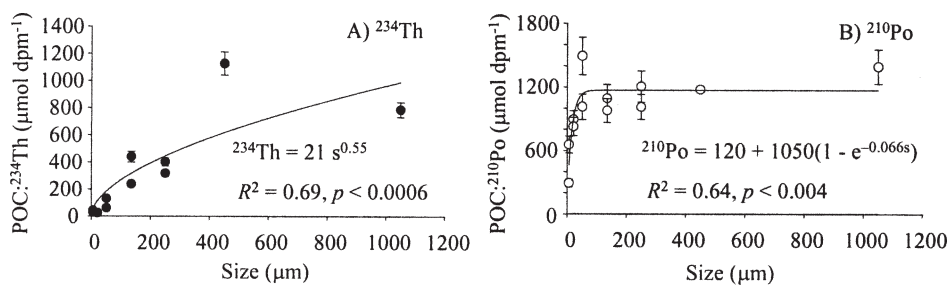 A) ²³⁴Th
POC:²³⁴Th (μmol dpm⁻¹)
1400
1200
1000
800
600
400
200
0
²³⁴Th = 21 s⁰·⁵⁵
R² = 0.69, p < 0.0006
0 200 400 600 800 1000 1200
Size (μm)
B) ²¹⁰Po
POC:²¹⁰Po (μmol dpm⁻¹)
1800
1200
600
0
²¹⁰Po = 120 + 1050(1 - e⁻⁰·⁰⁶⁶ˢ)
R² = 0.64, p < 0.004
0 200 400 600 800 1000 1200
Size (μm)